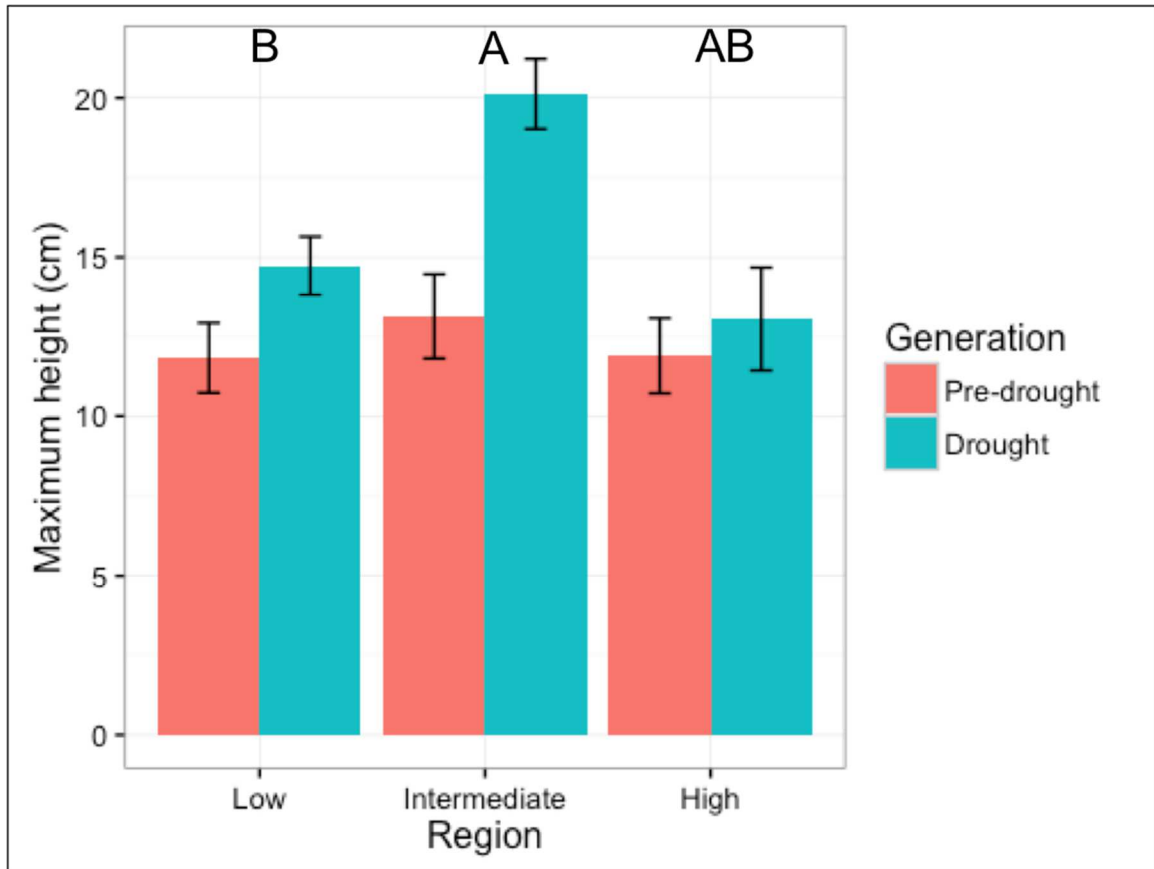 B A AB
20
15
10
5
0
Maximum height (cm)
Low Intermediate High
Region
Generation
Pre-drought
Drought